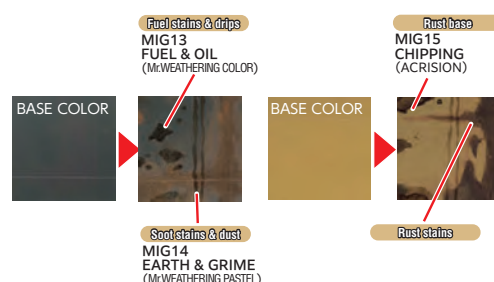 Fuel stains & drips
MIG13
FUEL & OIL
(Mr.WEATHERING COLOR)
Rust base
MIG15
CHIPPING
(ACRISION)
BASE COLOR
BASE COLOR
Soot stains & dust
MIG14
EARTH & GRIME
(Mr.WEATHERING PASTEL)
Rust stains